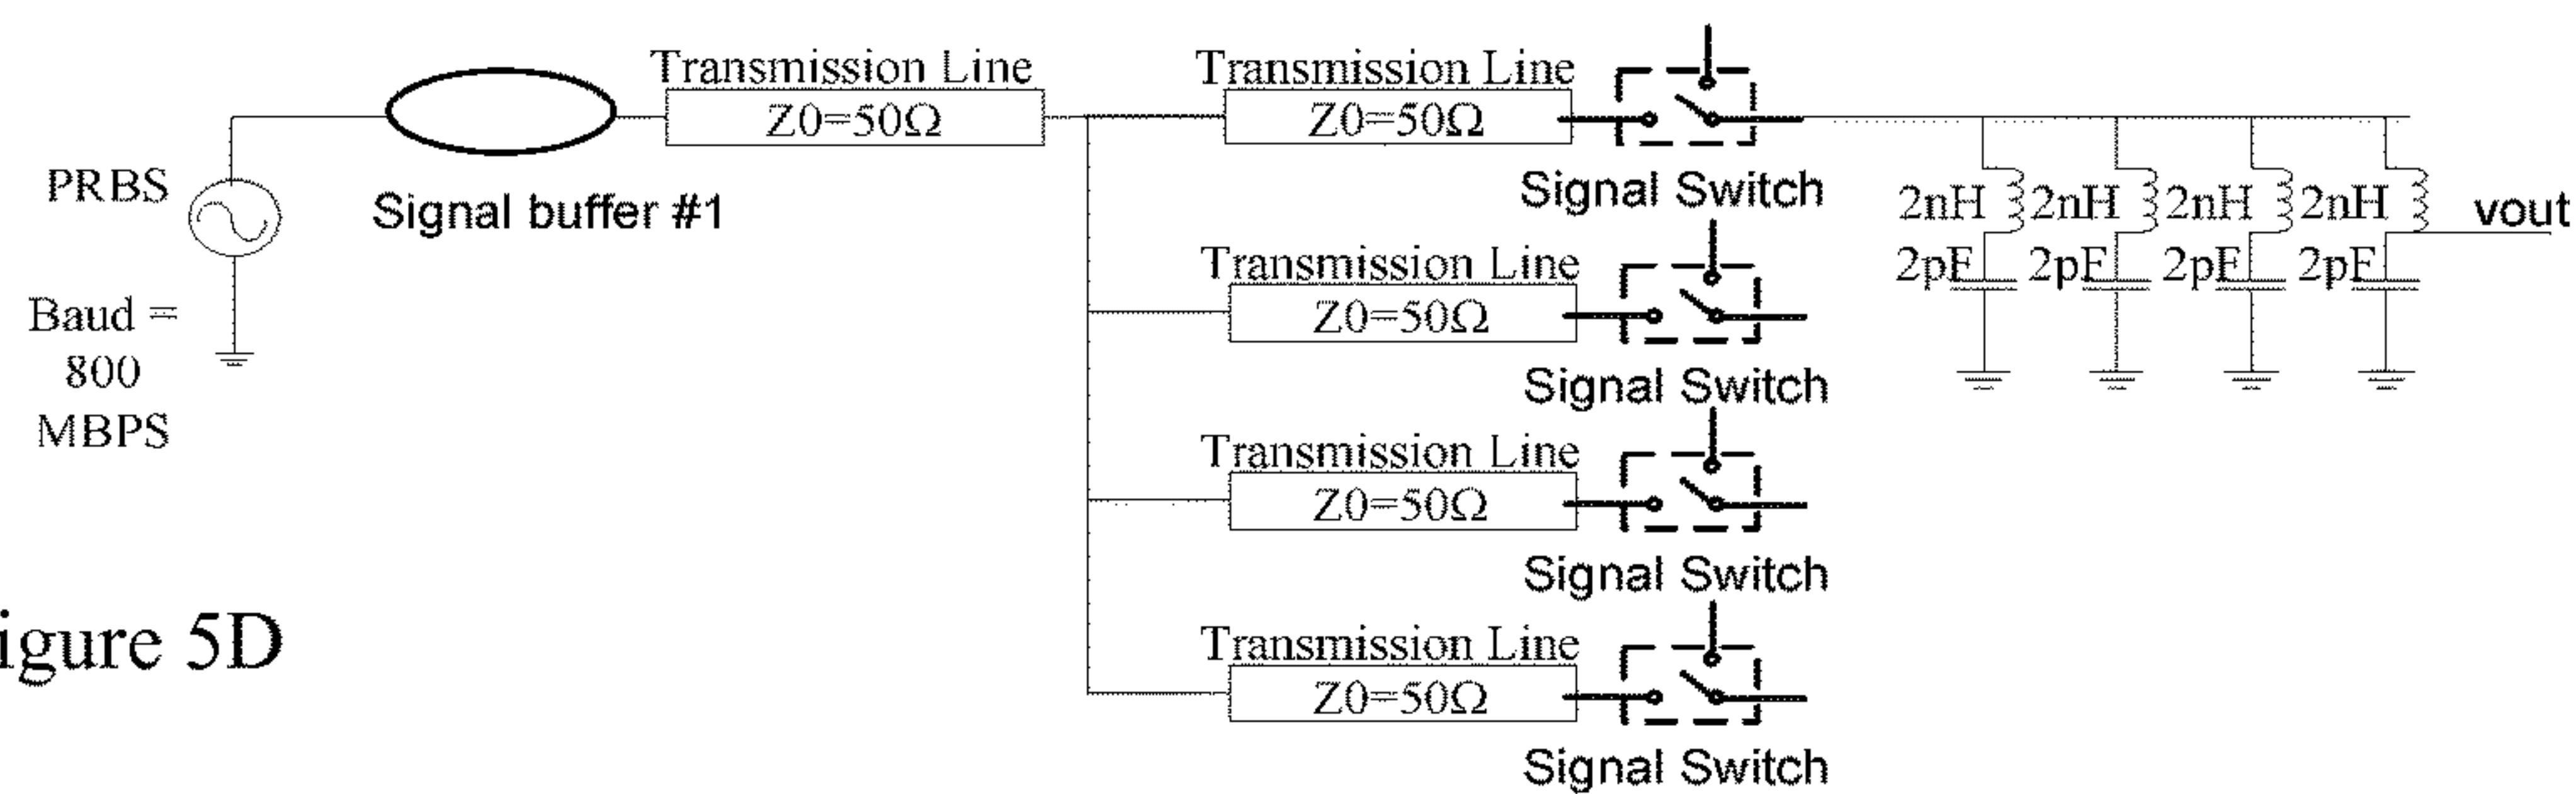 Transmission Line
Z0=50Ω
Transmission Line
Z0=50Ω
PRBS
Signal buffer #1
Signal Switch
2nH 2nH 2nH 2nH
vout
2pF 2pF 2pF 2pF
Baud =
800
MBPS
Transmission Line
Z0=50Ω
Signal Switch
Transmission Line
Z0=50Ω
Signal Switch
igure 5D
Transmission Line
Z0=50Ω
Signal Switch